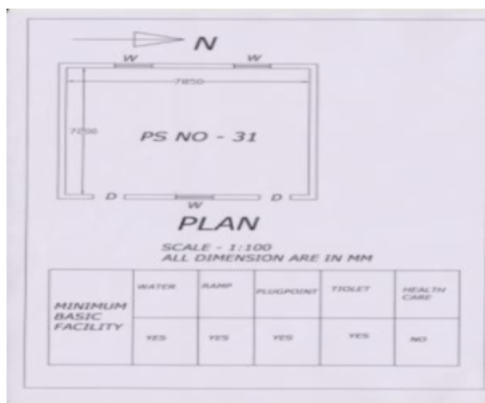 N
W W
7850
PS NO - 31
D D
W
PLAN
SCALE - 1:100
ALL DIMENSION ARE IN MM
MINIMUM BASIC FACILITY
WATER RAMP PLUGPOINT TIOLET HEALTH CARE
YES YES YES YES NO